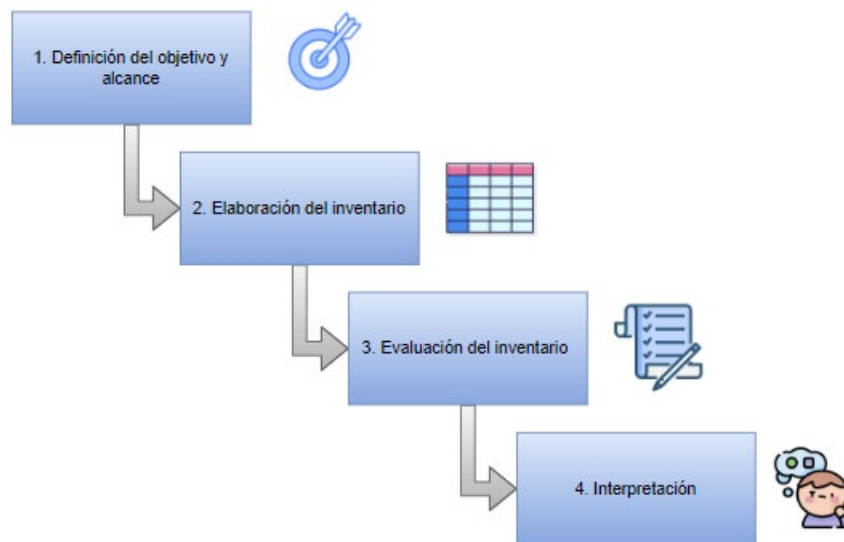 1. Definición del objetivo y
alcance
2. Elaboración del inventario
3. Evaluación del inventario
4. Interpretación